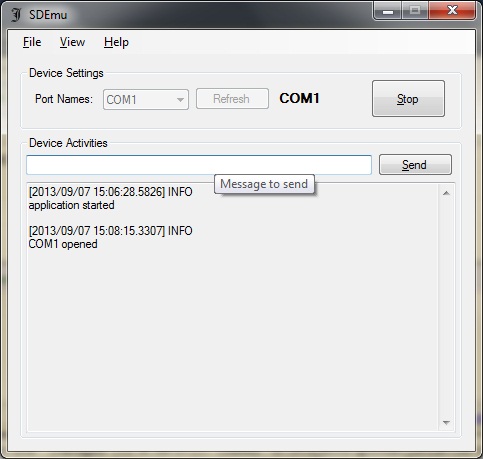 SDEmu
File View Help
Device Settings
Port Names: COM1 Refresh COM1 Stop
Device Activities
Send
Message to send
[2013/09/07 15:06:28.5826] INFO
application started
[2013/09/07 15:08:15.3307] INFO
COM1 opened